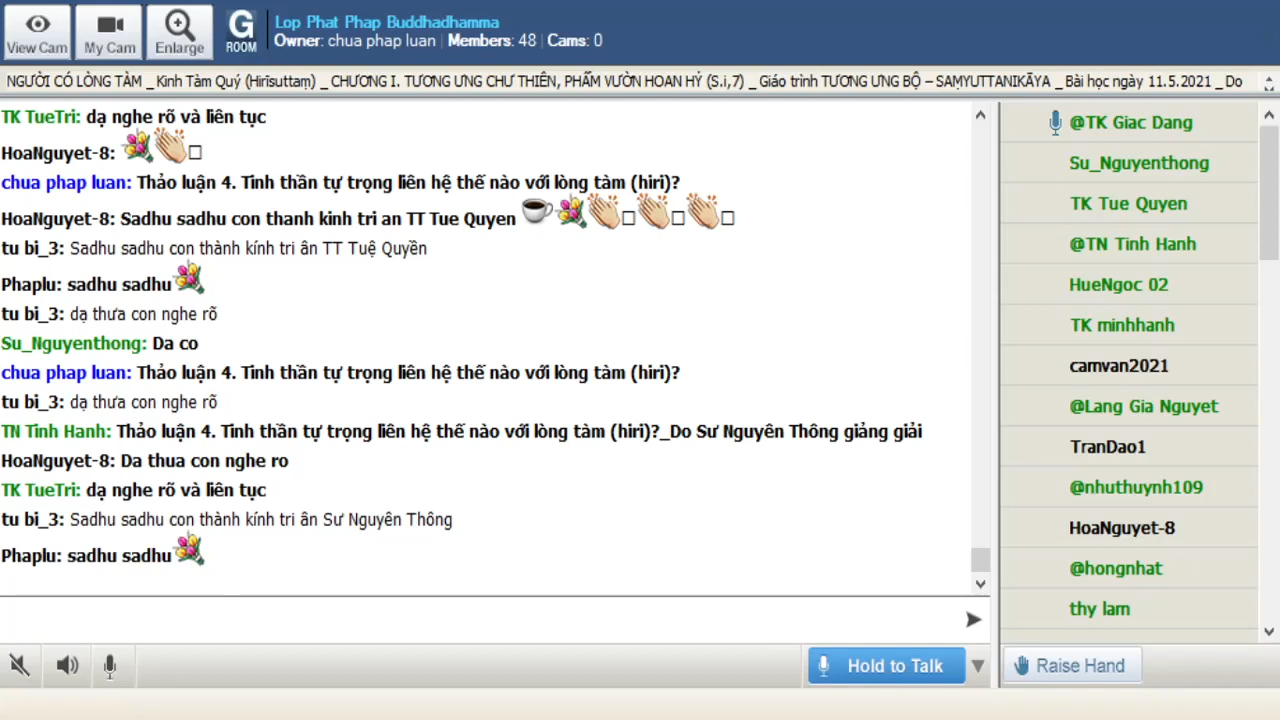 View Cam
My Cam
Enlarge
G
ROOM
Lop Phat Phap Buddhadhamma
Owner: chua phap luan | Members: 48 | Cams: 0
NGƯỜI CÓ LÒNG TÀM _ Kinh Tàm Quý (Hirīsuttaṃ) _ CHƯƠNG I. TƯƠNG ƯNG CHƯ THIÊN, PHẨM VƯỜN HOAN HỶ (S.i,7) _ Giáo trình TƯƠNG ƯNG BỘ – SAṂYUTTANIKĀYA _ Bài học ngày 11.5.2021 _ Do
TK TueTri: dạ nghe rõ và liên tục
HoaNguyet-8:
chua phap luan: Thảo luận 4. Tinh thần tự trọng liên hệ thế nào với lòng tàm (hiri)?
HoaNguyet-8: Sadhu sadhu con thanh kinh tri an TT Tue Quyen
tu bi_3: Sadhu sadhu con thành kính tri ân TT Tuệ Quyền
Phaplu: sadhu sadhu
tu bi_3: dạ thưa con nghe rõ
Su_Nguyenthong: Da co
chua phap luan: Thảo luận 4. Tinh thần tự trọng liên hệ thế nào với lòng tàm (hiri)?
tu bi_3: dạ thưa con nghe rõ
TN Tinh Hanh: Thảo luận 4. Tinh thần tự trọng liên hệ thế nào với lòng tàm (hiri)?_Do Sư Nguyên Thông giảng giải
HoaNguyet-8: Da thua con nghe ro
TK TueTri: dạ nghe rõ và liên tục
tu bi_3: Sadhu sadhu con thành kính tri ân Sư Nguyên Thông
Phaplu: sadhu sadhu
@TK Giac Dang
Su_Nguyenthong
TK Tue Quyen
@TN Tinh Hanh
HueNgoc 02
TK minhhanh
camvan2021
@Lang Gia Nguyet
TranDao1
@nhuthuynh109
HoaNguyet-8
@hongnhat
thy lam
Hold to Talk
Raise Hand